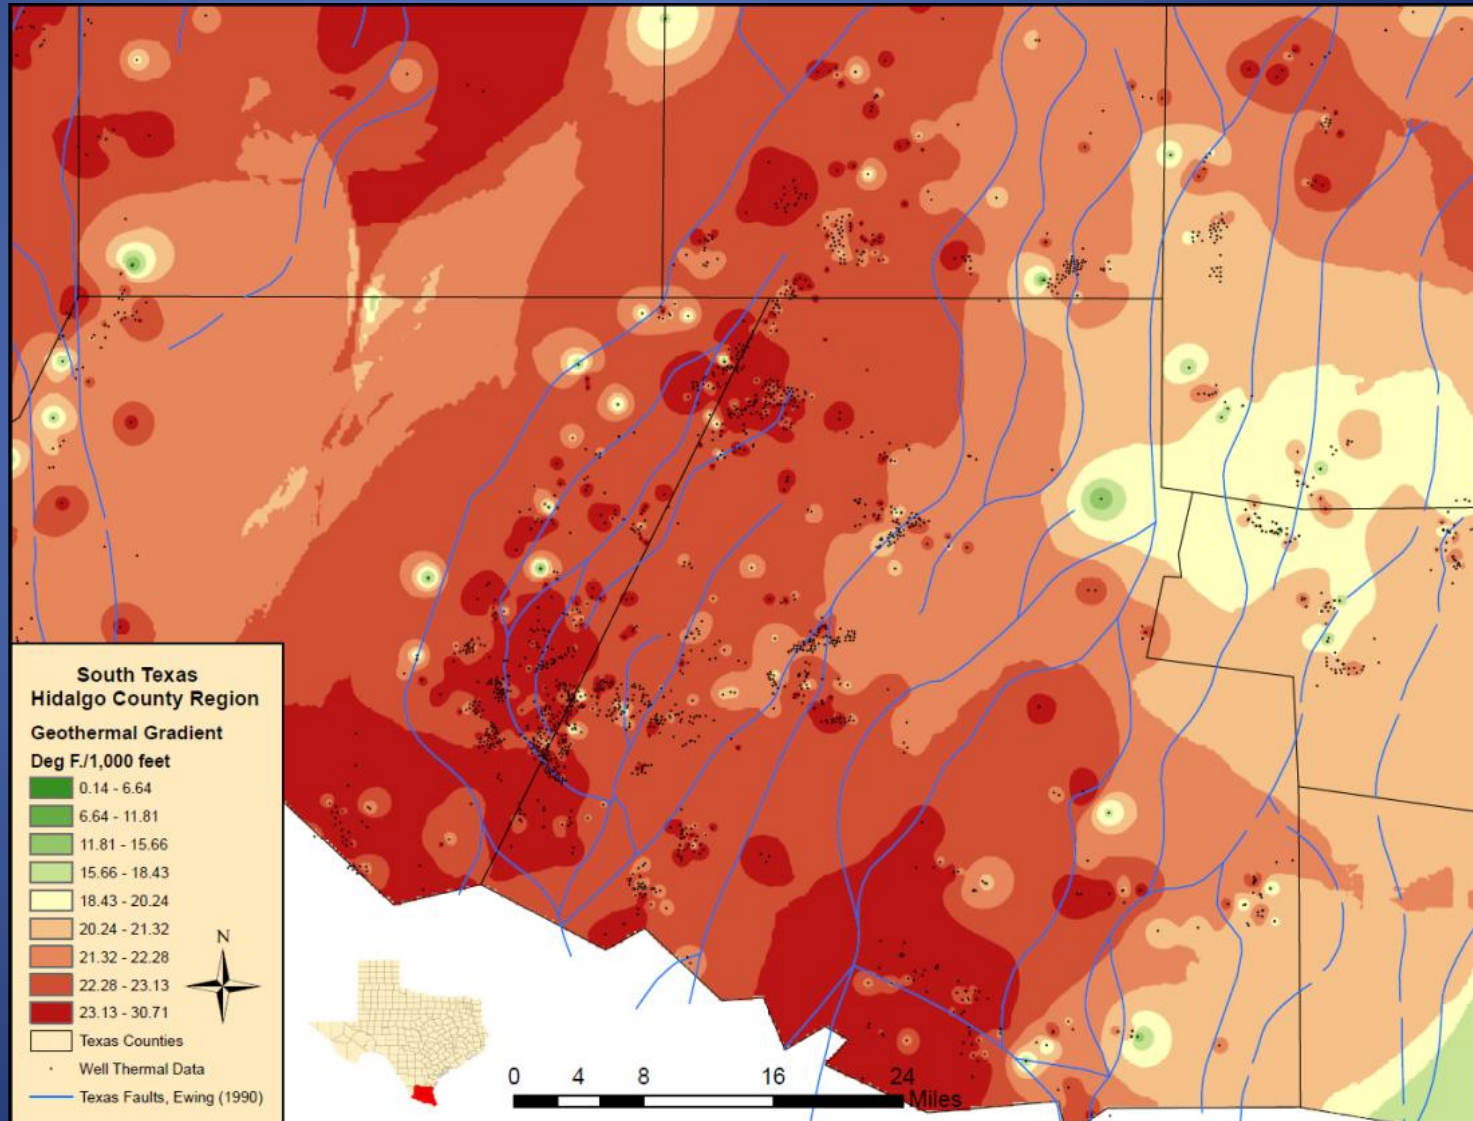 South Texas
Hidalgo County Region
Geothermal Gradient
Deg F./1,000 feet
0.14 - 6.64
6.64 - 11.81
11.81 - 15.66
15.66 - 18.43
18.43 - 20.24
20.24 - 21.32
21.32 - 22.28
22.28 - 23.13
23.13 - 30.71
Texas Counties
Well Thermal Data
Texas Faults, Ewing (1990)
N
0 4 8 16 24
Miles